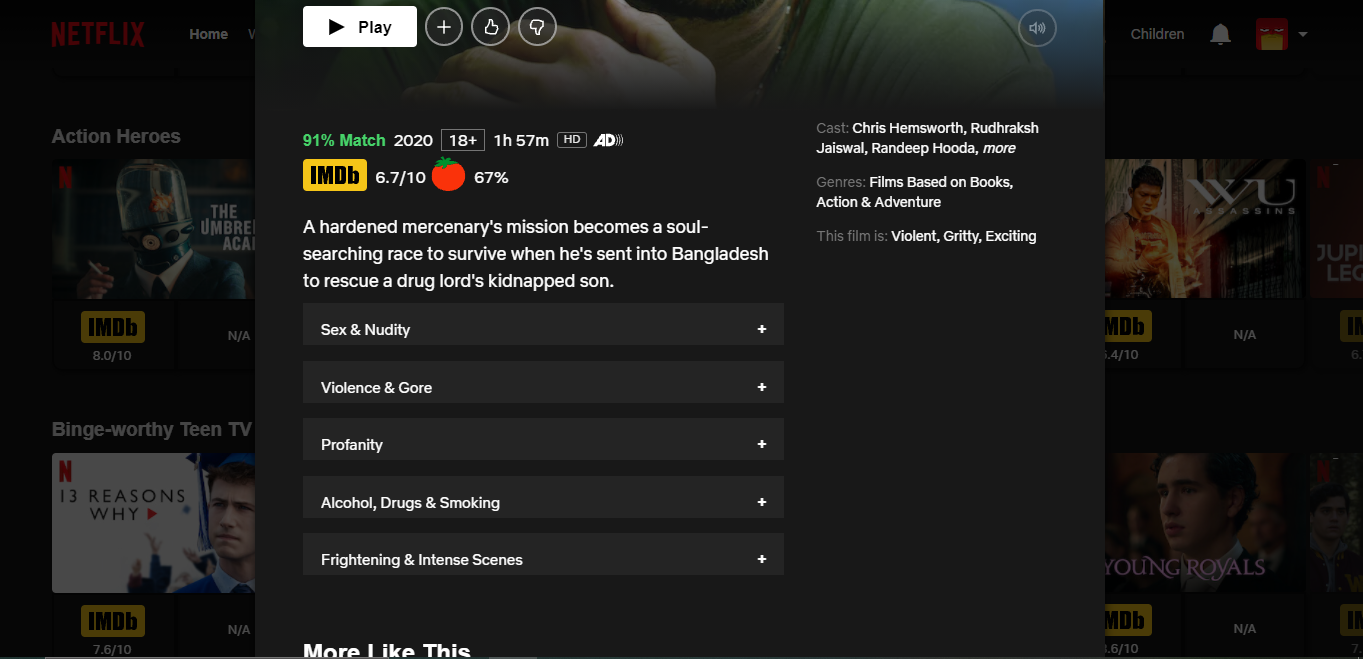 NETFLIX
Home
Children
Play
91% Match 2020 18+ 1h 57m HD AD
IMDb 6.7/10 67%
A hardened mercenary's mission becomes a soul-
searching race to survive when he's sent into Bangladesh
to rescue a drug lord's kidnapped son.
Cast: Chris Hemsworth, Rudhraksh
Jaiswal, Randeep Hooda, more
Genres: Films Based on Books,
Action & Adventure
This film is: Violent, Gritty, Exciting
Sex & Nudity +
Violence & Gore +
Profanity +
Alcohol, Drugs & Smoking +
Frightening & Intense Scenes +
More Like This
Action Heroes
N
THE
UMBRE
ACA
IMDb
8.0/10
N/A
WU
ASSASSINS
MDb
.4/10
N/A
N
JUP
LEG
6.
Binge-worthy Teen TV
N
13 REASONS
WHY
IMDb
7.6/10
N/A
YOUNG ROYALS
MDb
.6/10
N/A
7.